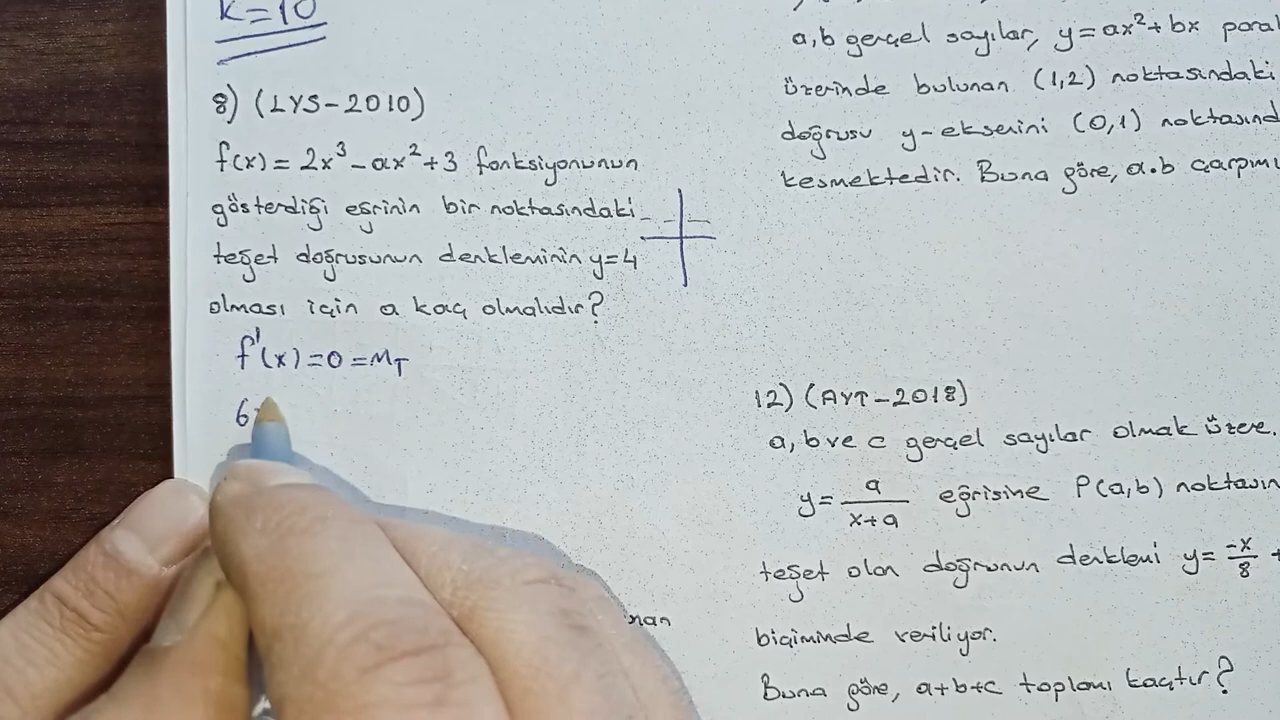 k=10
8) (LYS-2010)
f(x) = 2x³ - ax² + 3 fonksiyonunun
gösterdiği eğrinin bir noktasındaki
teğet doğrusunun denkleminin y=4
olması için a kaç olmalıdır?
f'(x) = 0 = M_T
6
a, b gerçel sayılar, y = ax² + bx
üzerinde bulunan (1,2) noktasındaki
doğrusu y-eksenini (0,1)
kesmektedir. Buna göre, a.b çarpımı
12) (AYT-2018)
a, b ve c gerçel sayılar olmak üzere,
y = a/(x+a) eğrisine P(a,b)
teğet olan doğrunun denklemi y = -x/8 +
biçiminde veriliyor.
Buna göre, a+b+c toplamı kaçtır?